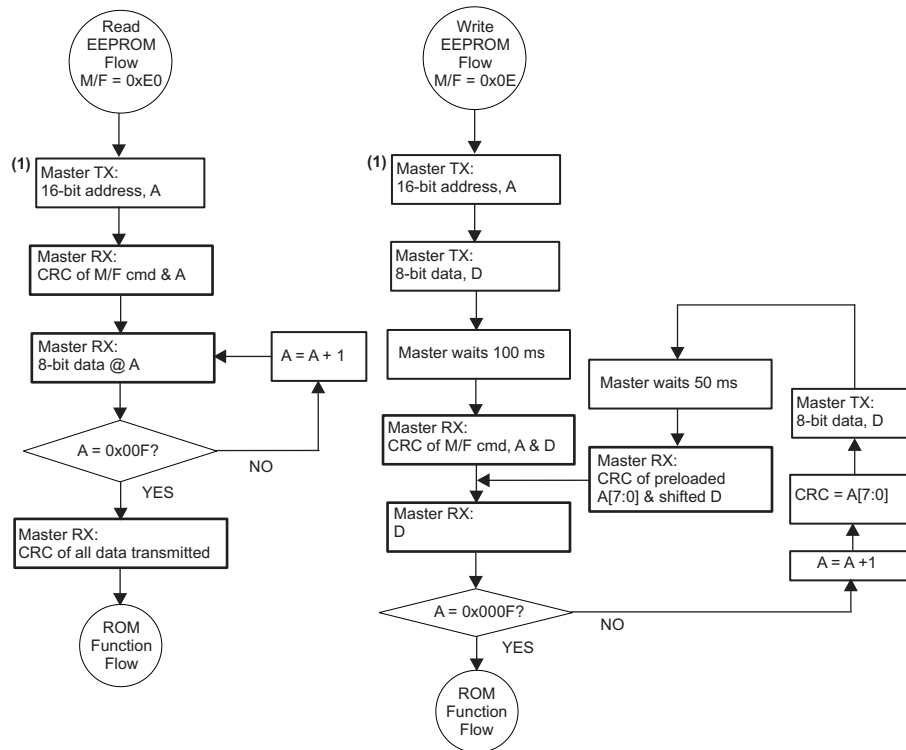 Read
EEPROM
Flow
M/F = 0xE0
(1)
Master TX:
16-bit address, A
Master RX:
CRC of M/F cmd & A
Master RX:
8-bit data @ A
A = A + 1
A = 0x00F?
NO
YES
Master RX:
CRC of all data transmitted
ROM
Function
Flow
Write
EEPROM
Flow
M/F = 0x0E
(1)
Master TX:
16-bit address, A
Master TX:
8-bit data, D
Master waits 100 ms
Master RX:
CRC of M/F cmd, A & D
Master RX:
D
A = 0x000F?
NO
YES
ROM
Function
Flow
A = A +1
CRC = A[7:0]
Master TX:
8-bit data, D
Master waits 50 ms
Master RX:
CRC of preloaded
A[7:0] & shifted D